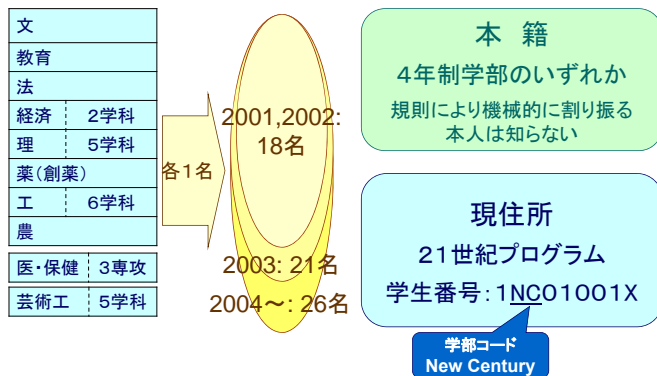 文
教育
法
経済 2学科
理 5学科
薬(創薬)
工 6学科
農
医・保健 3専攻
芸術工 5学科
各1名
2001,2002:
18名
2003: 21名
2004～: 26名
本 籍
4年制学部のいずれか
規則により機械的に割り振る
本人は知らない
現住所
21世紀プログラム
学生番号:1NC01001X
学部コード
New Century